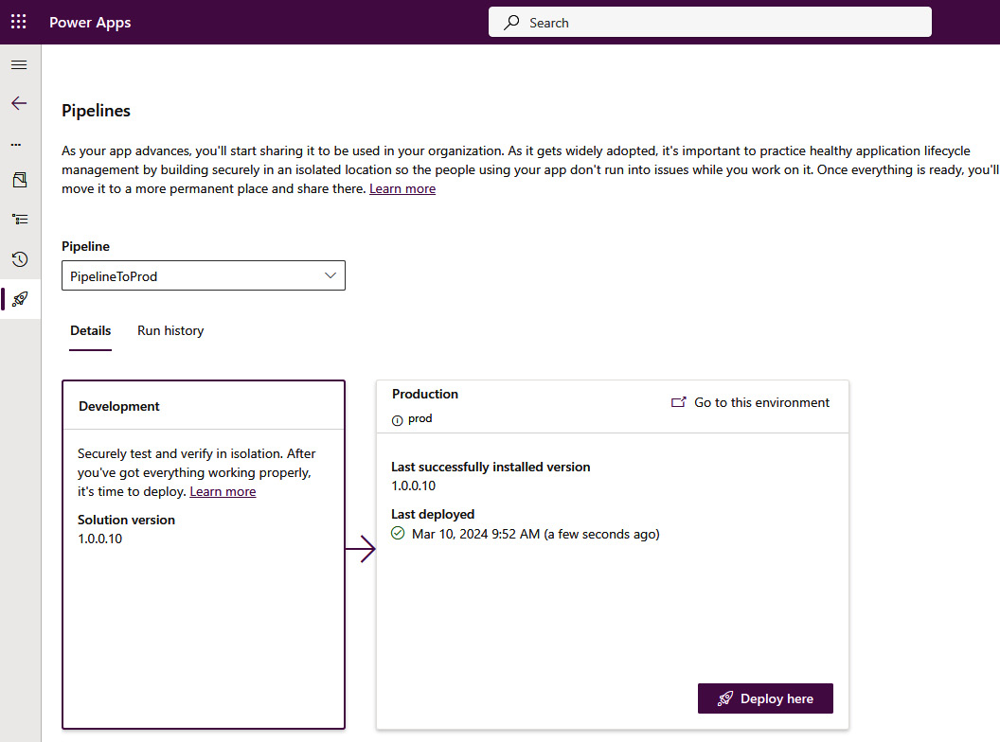 Power Apps
Search
Pipelines
As your app advances, you'll start sharing it to be used in your organization. As it gets widely adopted, it's important to practice healthy application lifecycle
management by building securely in an isolated location so the people using your app don't run into issues while you work on it. Once everything is ready, you'll
move it to a more permanent place and share there. Learn more
Pipeline
PipelineToProd
Details
Run history
Development
Securely test and verify in isolation. After
you've got everything working properly,
it's time to deploy. Learn more
Solution version
1.0.0.10
Production
prod
Go to this environment
Last successfully installed version
1.0.0.10
Last deployed
Mar 10, 2024 9:52 AM (a few seconds ago)
Deploy here